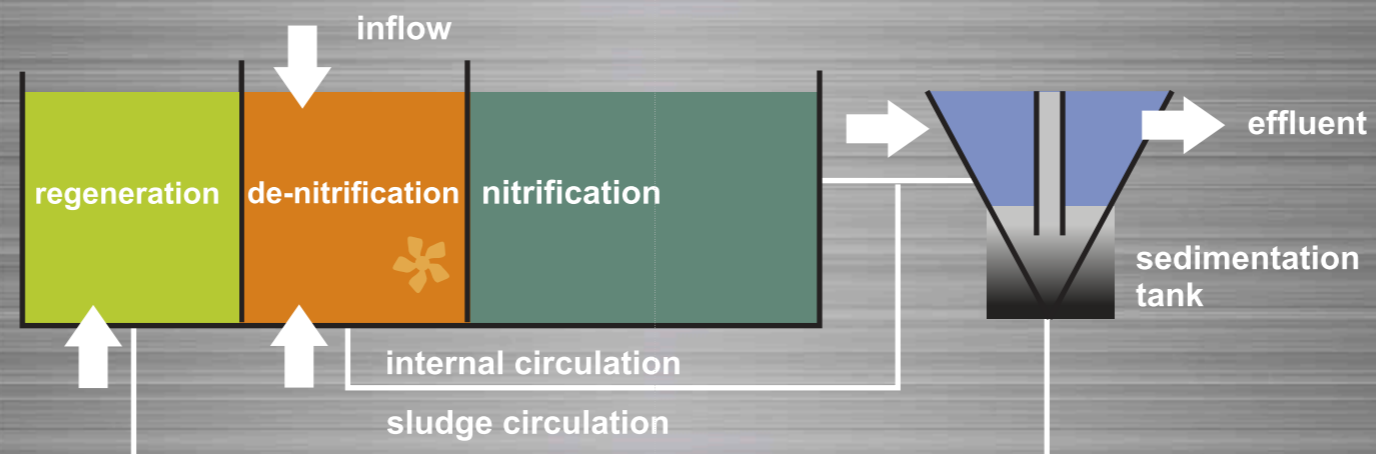 inflow
effluent
regeneration
de-nitrification
nitrification
sedimentation
tank
internal circulation
sludge circulation